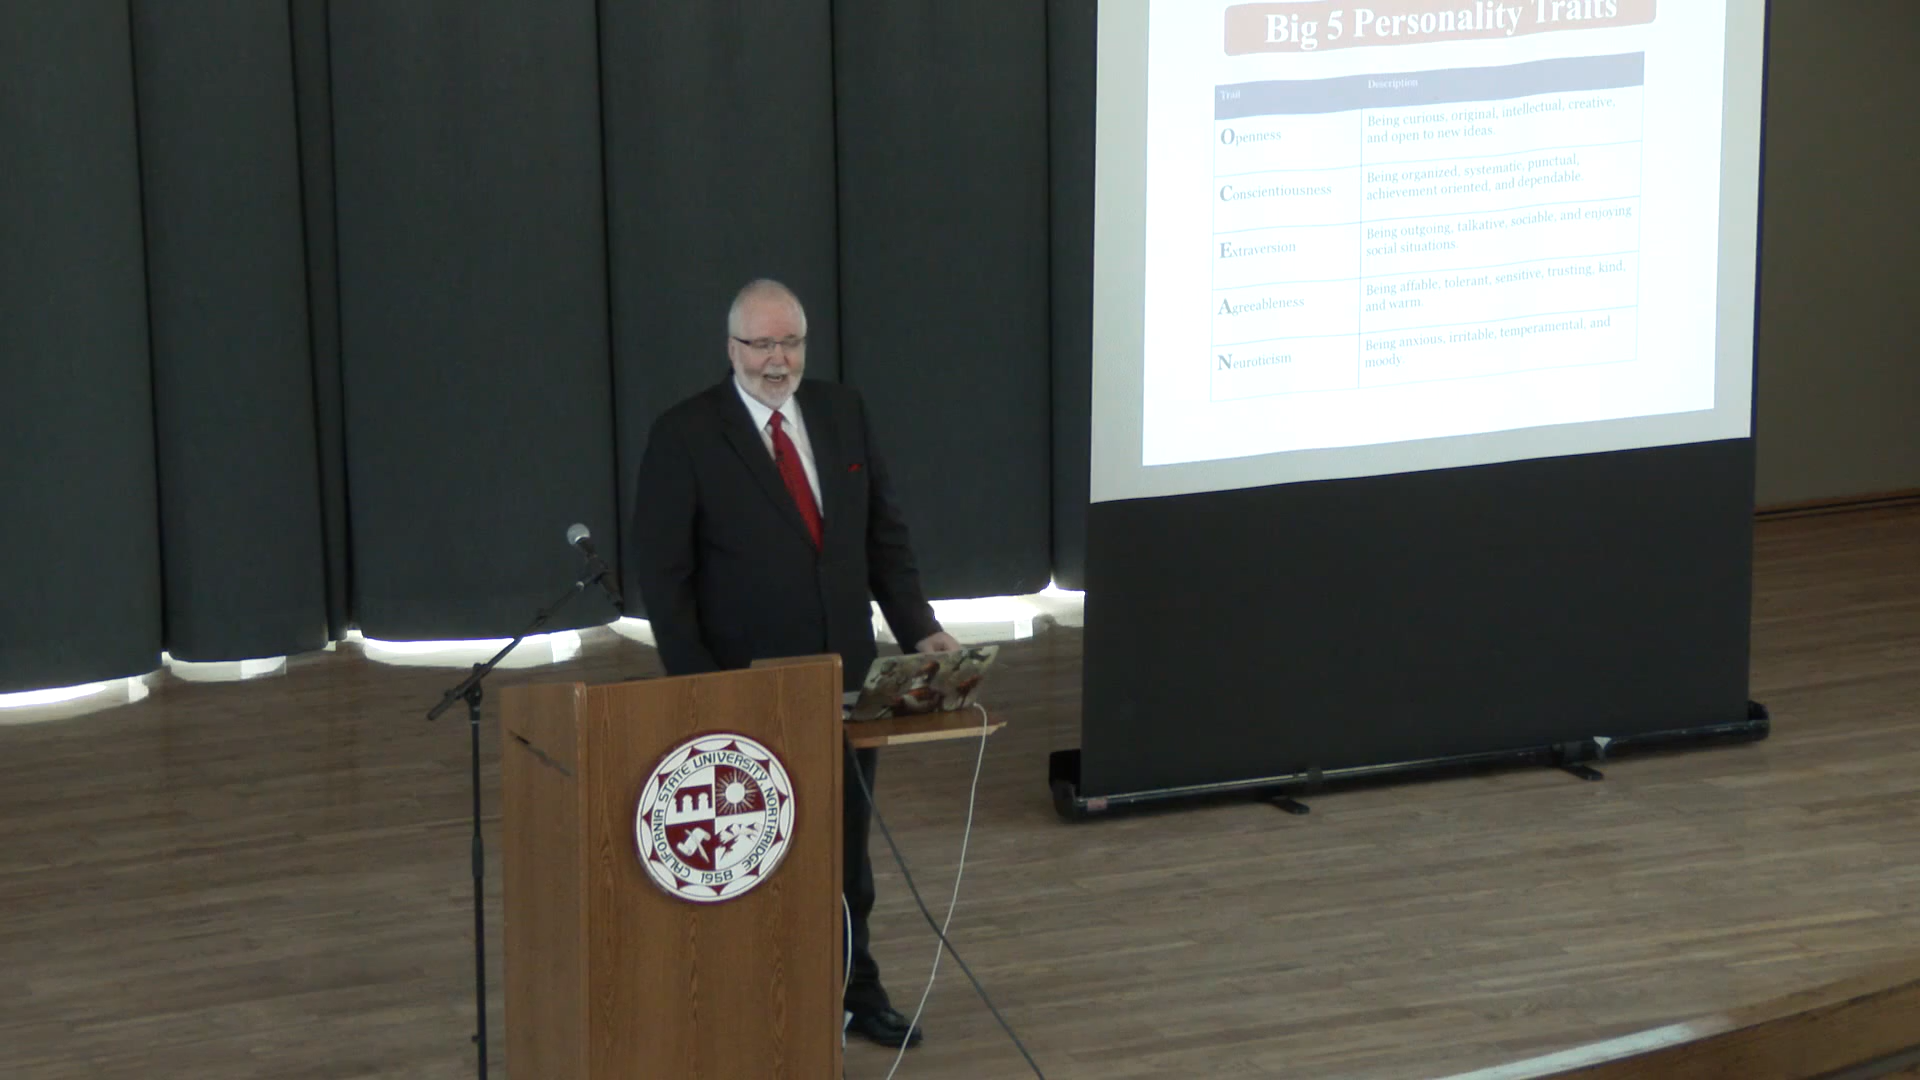 Big 5 Personality Traits
Trait
Description
Openness
Being curious, original, intellectual, creative,
and open to new ideas.
Conscientiousness
Being organized, systematic, punctual,
achievement oriented, and dependable.
Extraversion
Being outgoing, talkative, sociable, and enjoying
social situations.
Agreeableness
Being affable, tolerant, sensitive, trusting, kind,
and warm.
Neuroticism
Being anxious, irritable, temperamental, and
moody.
CALIFORNIA STATE UNIVERSITY, NORTHRIDGE
1958